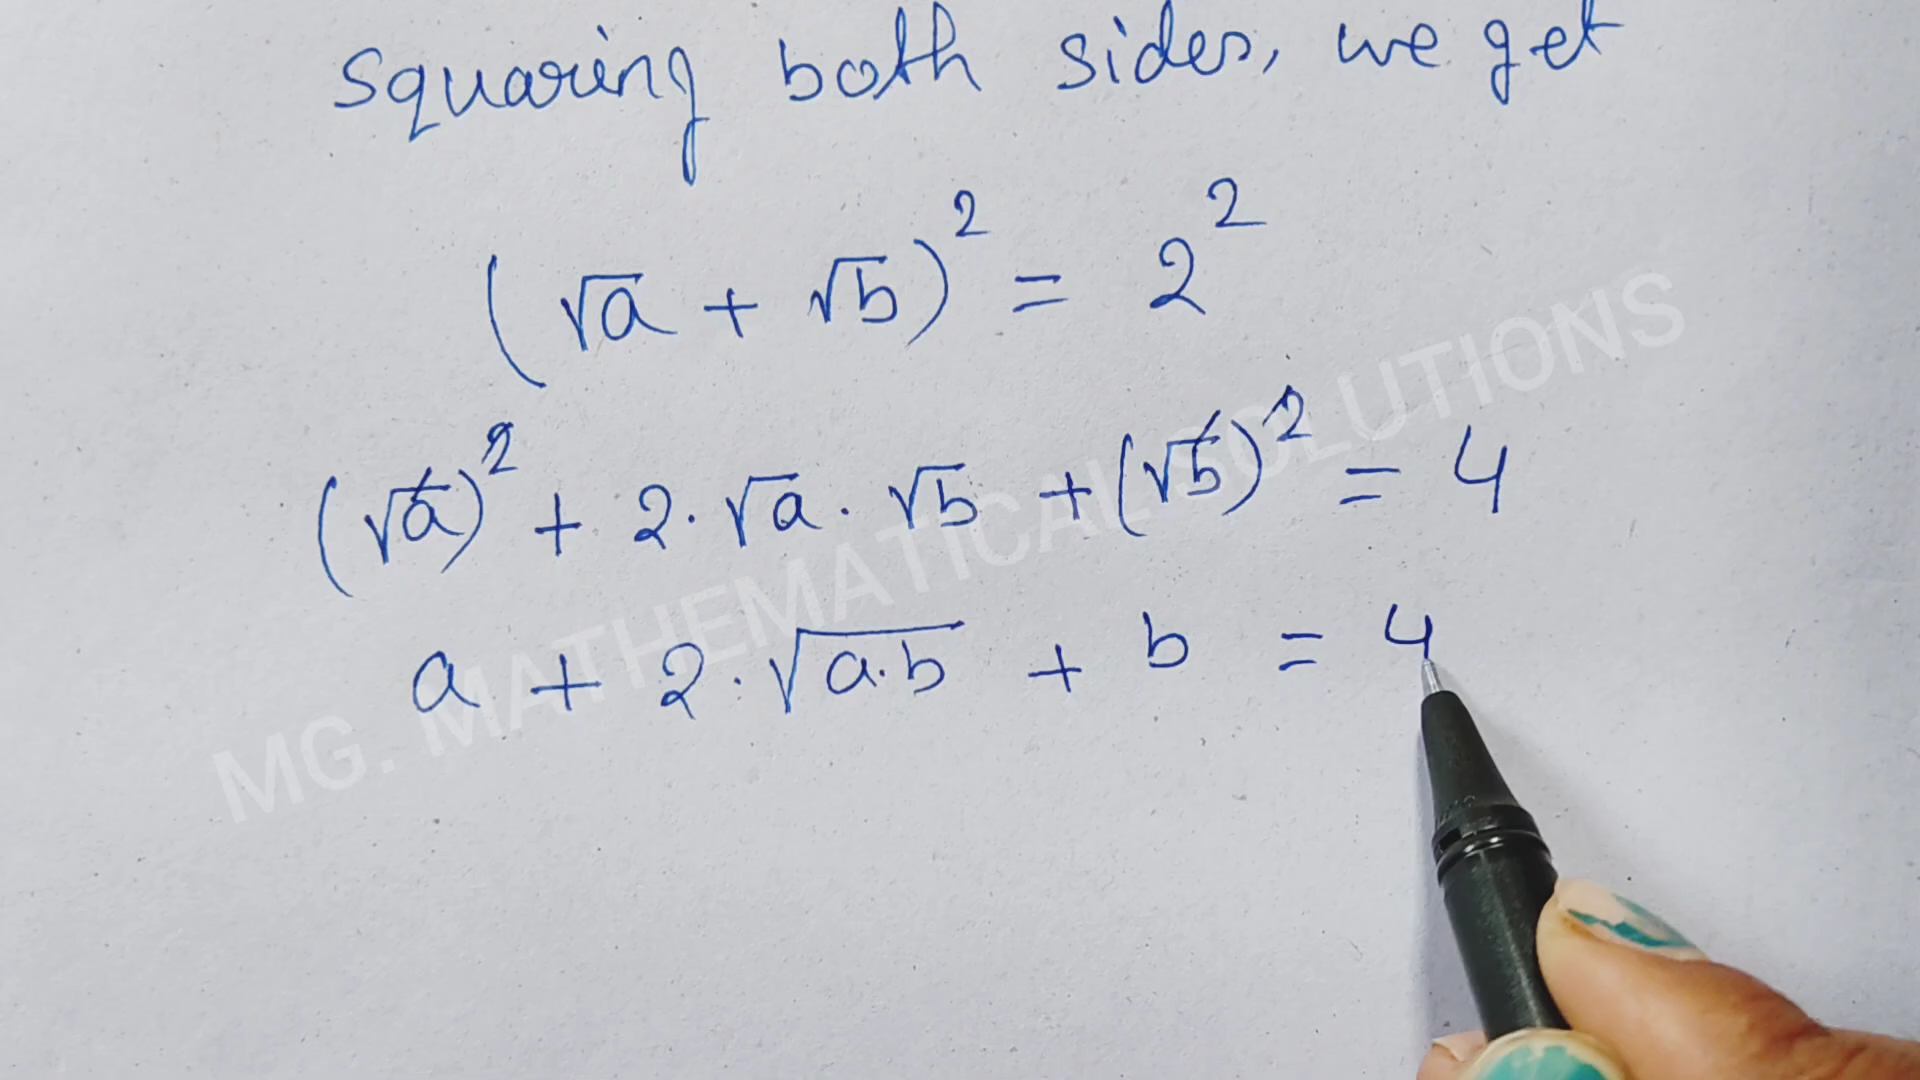 squaring both sides, we get
(√a + √b)² = 2²
(√a)² + 2·√a·√b + (√b)² = 4
a + 2·√a·b + b = 4
MG. MATHEMATICAL SOLUTIONS